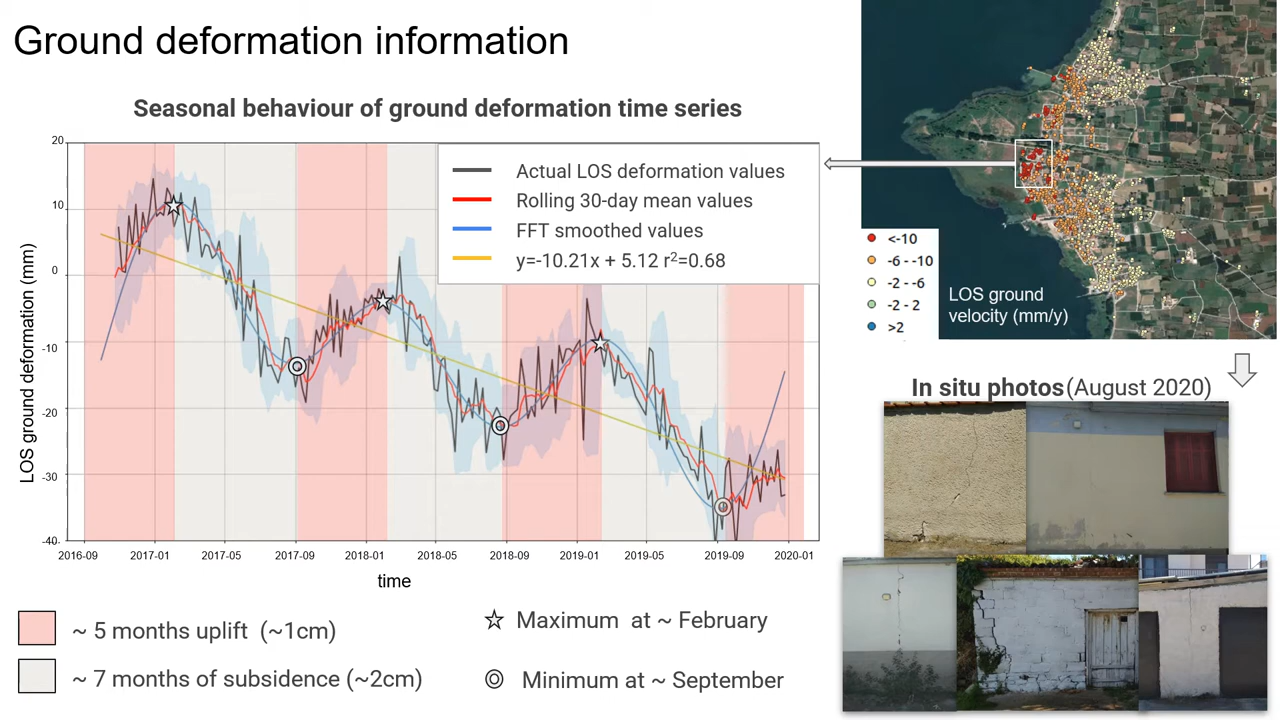 Ground deformation information
Seasonal behaviour of ground deformation time series
20
10
0
-10
-20
-30
-40
LOS ground deformation (mm)
Actual LOS deformation values
Rolling 30-day mean values
FFT smoothed values
y=-10.21x + 5.12 r²=0.68
2016-09
2017-01
2017-05
2017-09
2018-01
2018-05
2018-09
2019-01
2019-05
2019-09
2020-01
time
~ 5 months uplift (~1cm)
~ 7 months of subsidence (~2cm)
Maximum at ~ February
Minimum at ~ September
<-10
-6 - -10
-2 - -6
-2 - 2
>2
LOS ground
velocity (mm/y)
In situ photos (August 2020)